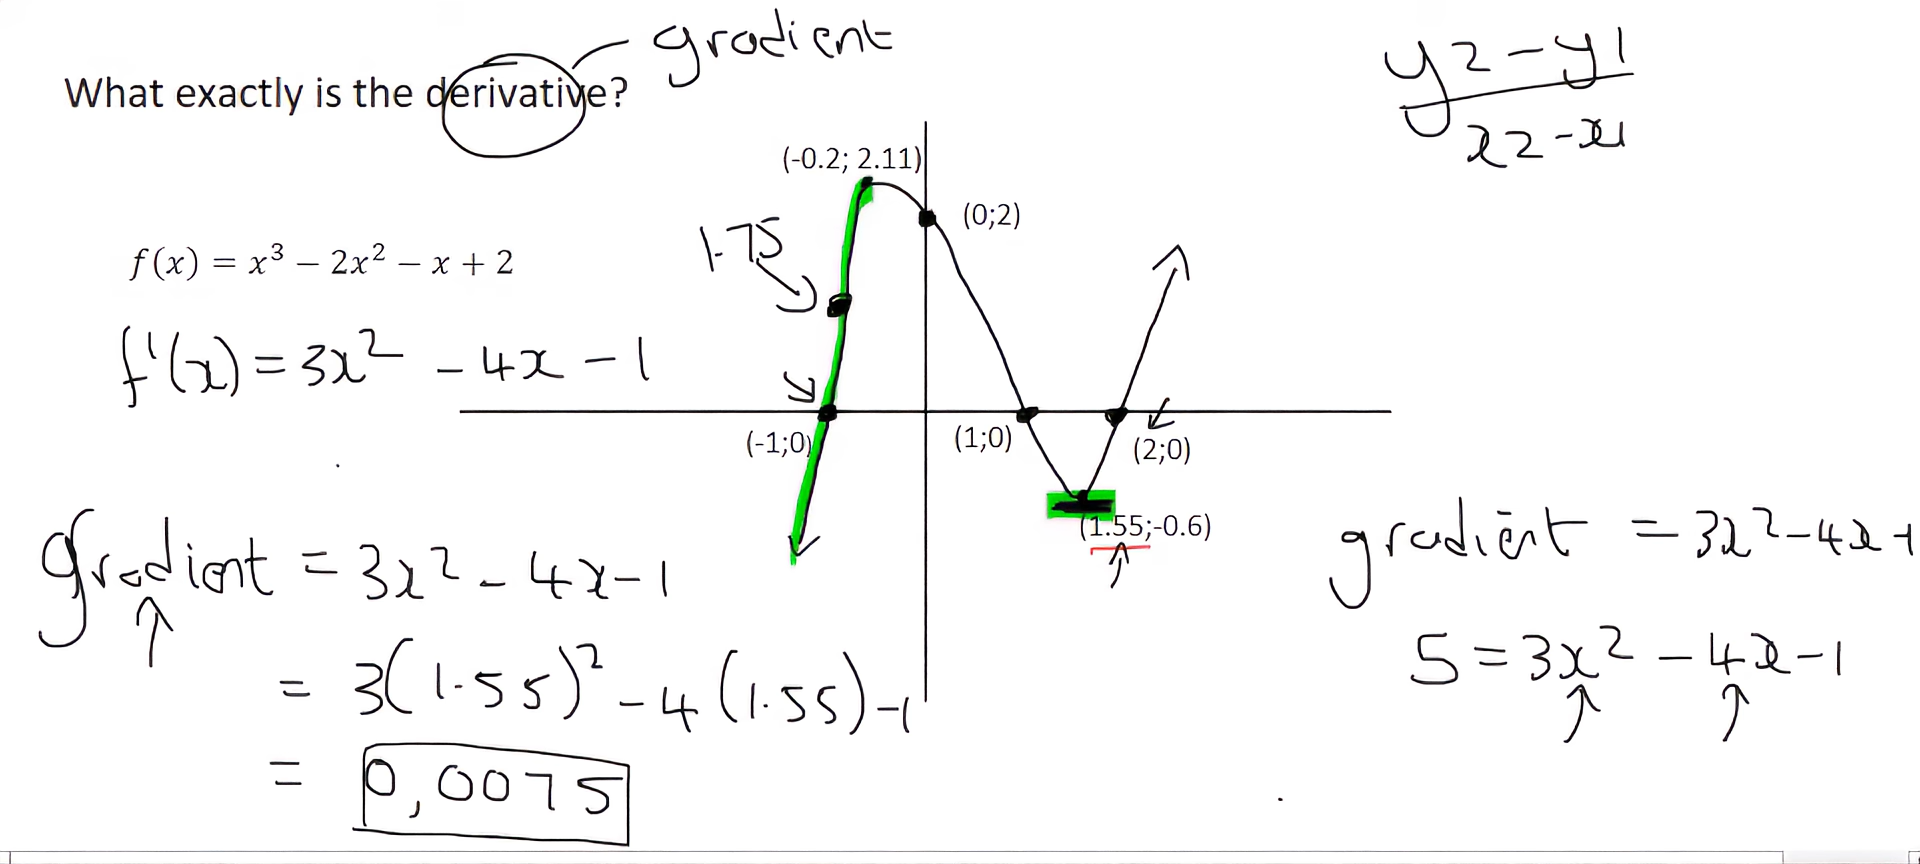 gradient
What exactly is the derivative?
y2 - y1
x2 - x1
(-0.2; 2.11)
(0;2)
1.75
f(x) = x³ − 2x² − x + 2
f'(x) = 3x² - 4x - 1
(-1;0)
(1;0)
(2;0)
(1.55;-0.6)
gradient = 3x² - 4x - 1
= 3(1.55)² - 4(1.55) - 1
= 0,0075
gradient = 3x² - 4x - 1
5 = 3x² - 4x - 1